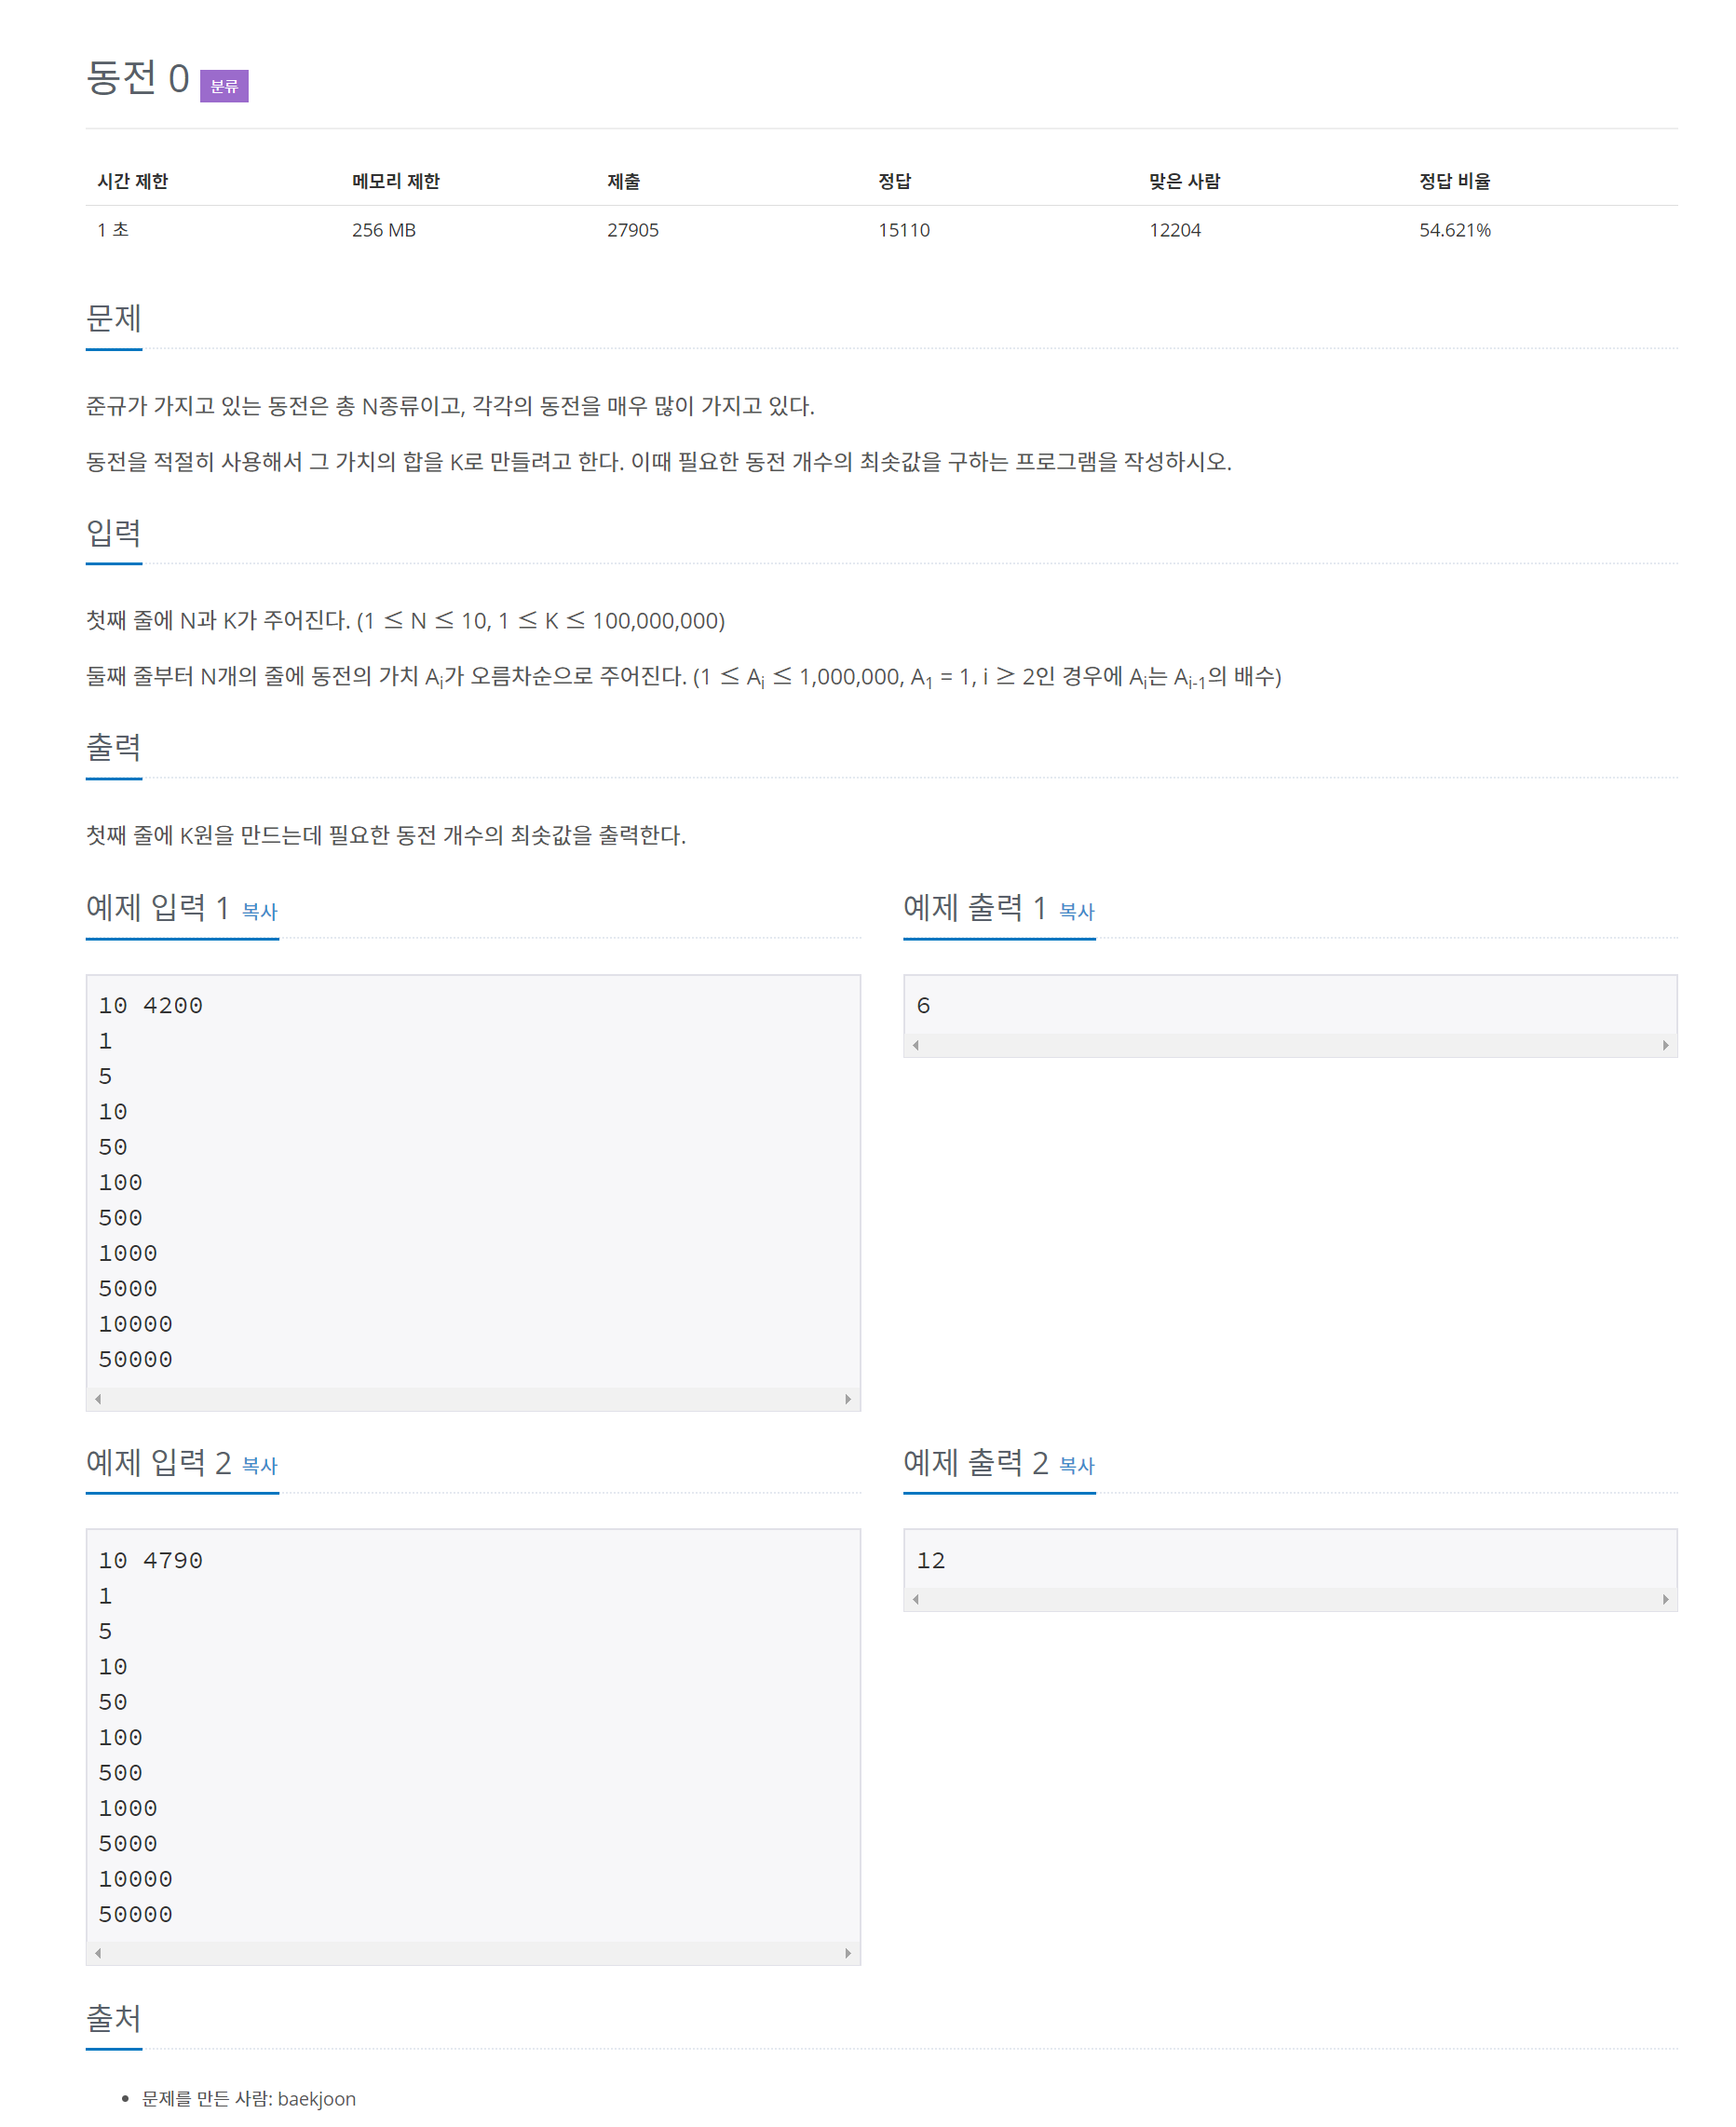 동전 0 분류
시간 제한 메모리 제한 제출 정답 맞은 사람 정답 비율
1 초 256 MB 27905 15110 12204 54.621%
문제
준규가 가지고 있는 동전은 총 N종류이고, 각각의 동전을 매우 많이 가지고 있다.
동전을 적절히 사용해서 그 가치의 합을 K로 만들려고 한다. 이때 필요한 동전 개수의 최솟값을 구하는 프로그램을 작성하시오.
입력
첫째 줄에 N과 K가 주어진다. (1 ≤ N ≤ 10, 1 ≤ K ≤ 100,000,000)
둘째 줄부터 N개의 줄에 동전의 가치 Ai가 오름차순으로 주어진다. (1 ≤ Ai ≤ 1,000,000, A1 = 1, i ≥ 2인 경우에 Ai는 Ai-1의 배수)
출력
첫째 줄에 K원을 만드는데 필요한 동전 개수의 최솟값을 출력한다.
예제 입력 1 복사
10 4200
1
5
10
50
100
500
1000
5000
10000
50000
예제 출력 1 복사
6
예제 입력 2 복사
10 4790
1
5
10
50
100
500
1000
5000
10000
50000
예제 출력 2 복사
12
출처
• 문제를 만든 사람: baekjoon